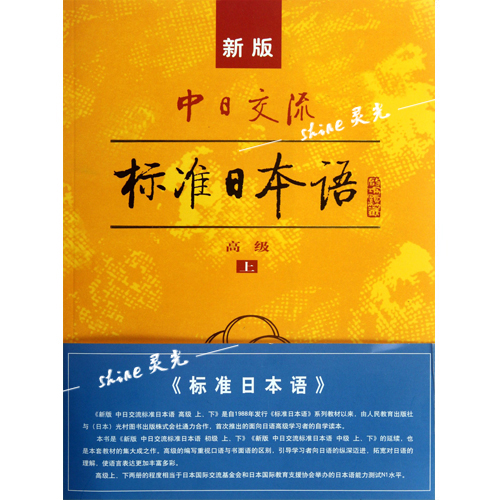 新版
中日交流
shine 灵光
标准日本语
高级
上
shine 灵光
《标准日本语》
《新版 中日交流标准日本语 高级 上、下》是自1988年发行《标准日本语》系列教材以来，由人民教育出版社
与（日本）光村图书出版株式会社通力合作，首次推出的面向日语高级学习者的自学读本。
本书是《新版 中日交流标准日本语 初级 上、下》《新版 中日交流标准日本语 中级 上、下》的延续，也
是本套教材的集大成之作。高级的编写重视口语与书面语的区别，引导学习者向日语的纵深迈进，拓宽对日语的
理解，使语言表达更加丰富多彩。
高级上、下两册的程度相当于日本国际交流基金会和日本国际教育支援协会举办的日本语能力测试N1水平。